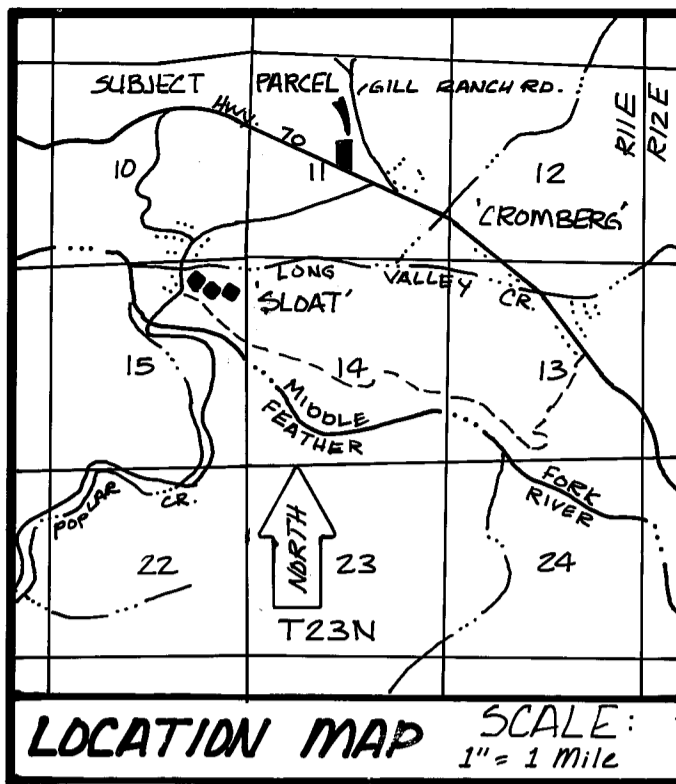 SUBJECT PARCEL GILL RANCH RD.
HWY. 70
R11E
R12E
10
11
12
'CROMBERG'
LONG VALLEY CR.
'SLOAT'
15
14
13
MIDDLE FORK
FEATHER RIVER
POPLAR CR.
22
NORTH
23
24
T23N
LOCATION MAP
SCALE:
1" = 1 Mile